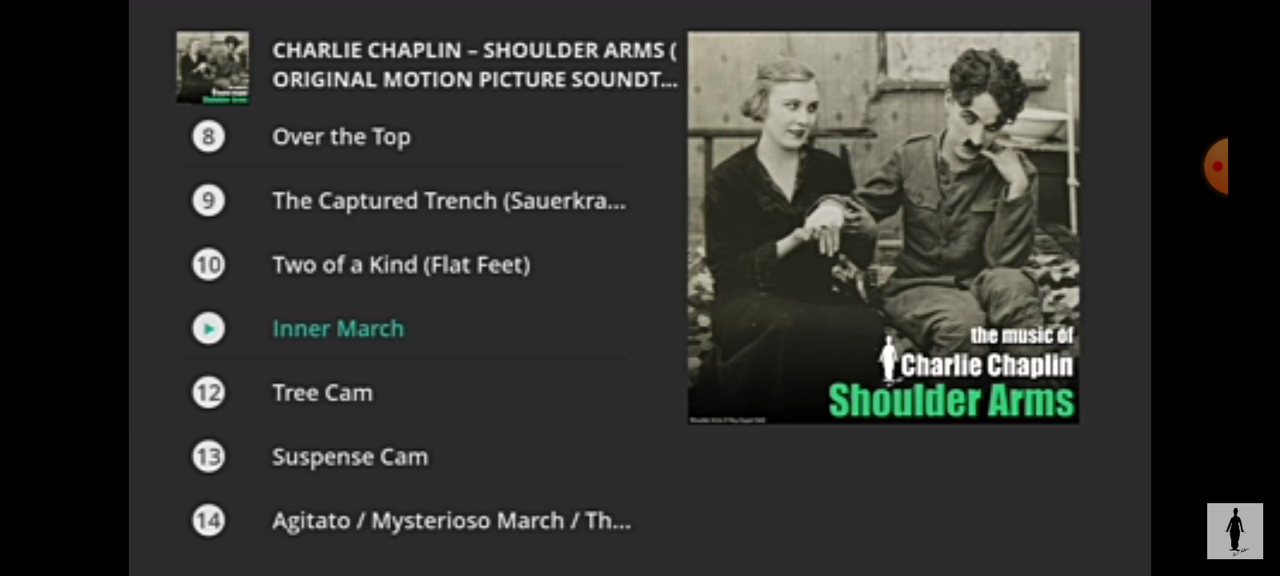 CHARLIE CHAPLIN – SHOULDER ARMS (
ORIGINAL MOTION PICTURE SOUNDT...
8 Over the Top
9 The Captured Trench (Sauerkra...
10 Two of a Kind (Flat Feet)
Inner March
12 Tree Cam
13 Suspense Cam
14 Agitato / Mysterioso March / Th...
the music of
Charlie Chaplin
Shoulder Arms